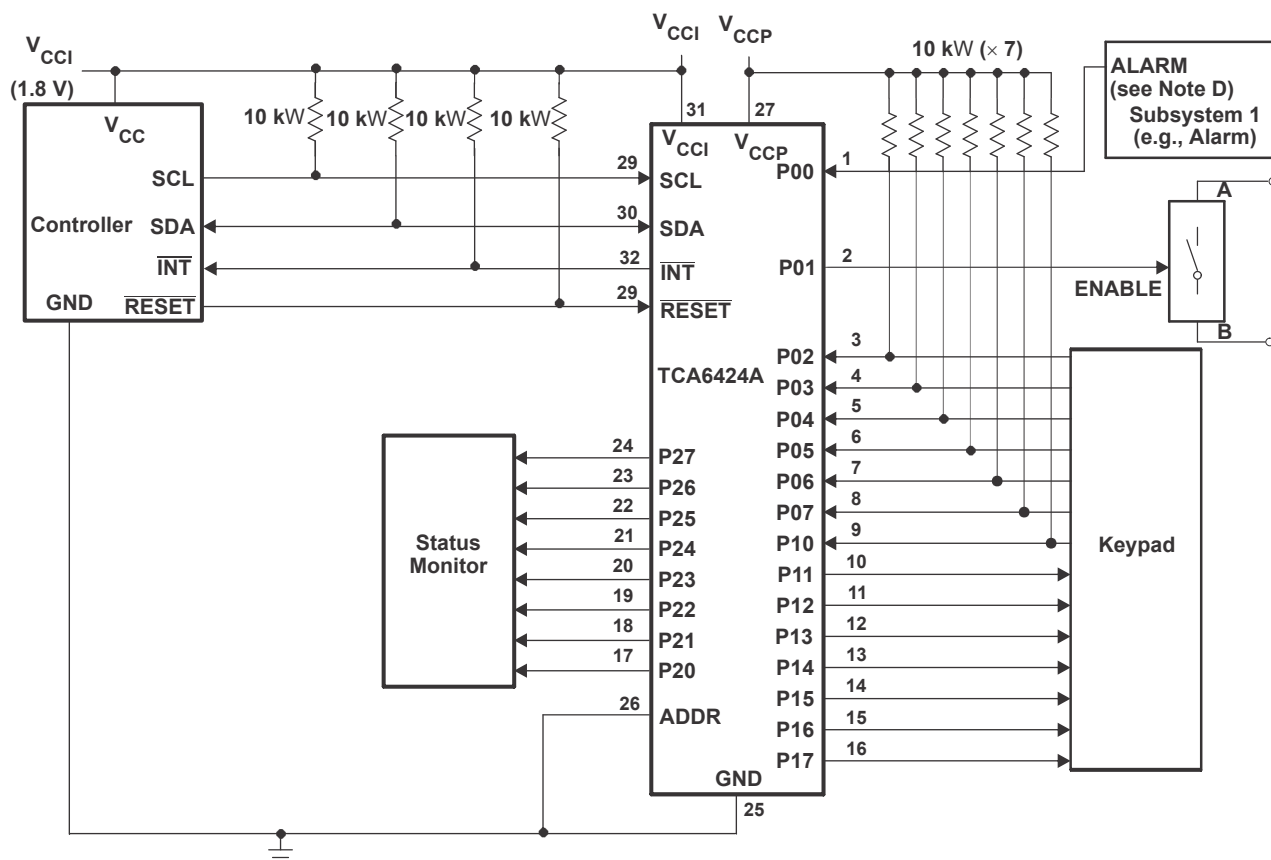 VCCI
(1.8 V)
VCC
SCL
Controller
SDA
INT
GND
RESET
10 kW
10 kW
10 kW
10 kW
VCCI
VCCP
10 kW (× 7)
31
27
VCCI
VCCP
29
SCL
30
SDA
32
INT
29
RESET
TCA6424A
P00
1
P01
2
P02
3
P03
4
P04
5
P05
6
P06
7
P07
8
P10
9
P11
10
P12
11
P13
12
P14
13
P15
14
P16
15
P17
16
24
P27
23
P26
22
P25
21
P24
20
P23
19
P22
18
P21
17
P20
26
ADDR
GND
25
Status
Monitor
ALARM
(see Note D)
Subsystem 1
(e.g., Alarm)
A
ENABLE
B
Keypad